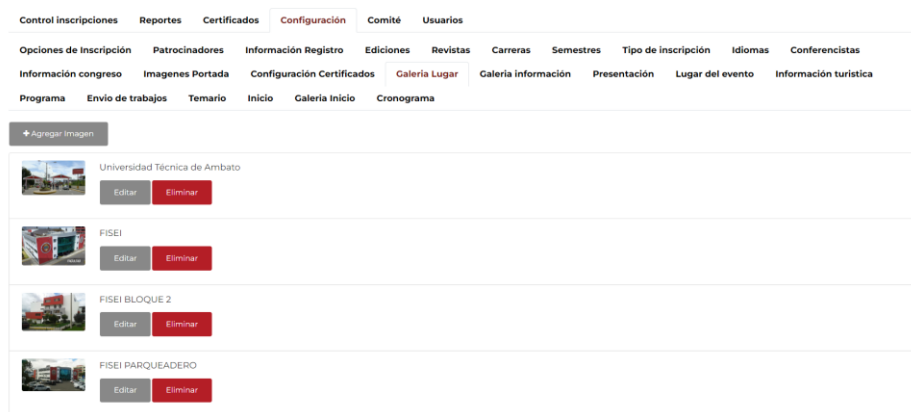 Control inscripciones Reportes Certificados Configuración Comité Usuarios
Opciones de Inscripción Patrocinadores Información Registro Ediciones Revistas Carreras Semestres Tipo de inscripción Idiomas Conferencistas
Información congreso Imagenes Portada Configuración Certificados Galeria Lugar Galeria información Presentación Lugar del evento Información turistica
Programa Envio de trabajos Temario Inicio Galeria Inicio Cronograma
+ Agregar Imagen
Universidad Técnica de Ambato
Editar Eliminar
FISEI
Editar Eliminar
FISEI BLOQUE 2
Editar Eliminar
FISEI PARQUEADERO
Editar Eliminar